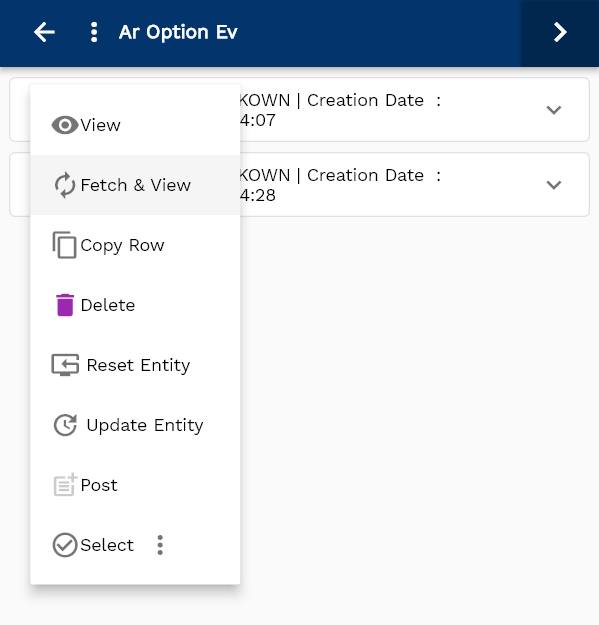 Ar Option Ev
KOWN | Creation Date :
4:07
KOWN | Creation Date :
4:28
View
Fetch & View
Copy Row
Delete
Reset Entity
Update Entity
Post
Select